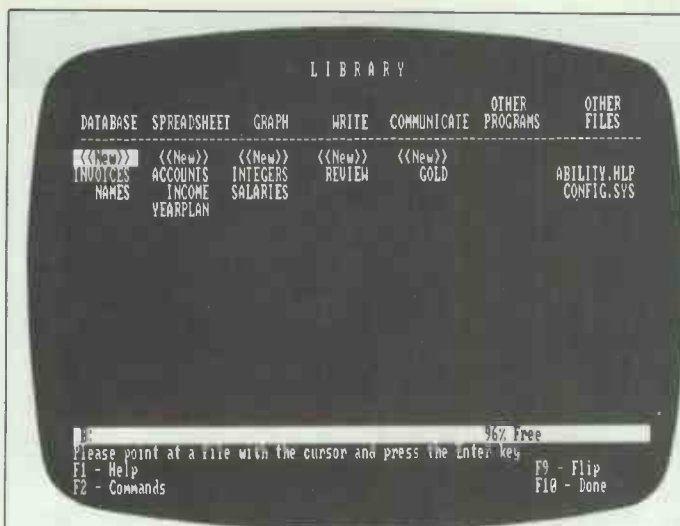 LIBRARY
OTHER OTHER
DATABASE SPREADSHEET GRAPH WRITE COMMUNICATE PROGRAMS FILES
<<New>> <<New>> <<New>> <<New>> <<New>>
INVOICES ACCOUNTS INTEGERS REVIEW GOLD ABILITY.HLP
NAMES INCOME SALARIES CONFIG.SYS
YEARPLAN
B: 96% Free
Please point at a file with the cursor and press the Enter key
F1 - Help F9 - Flip
F2 - Commands F10 - Done